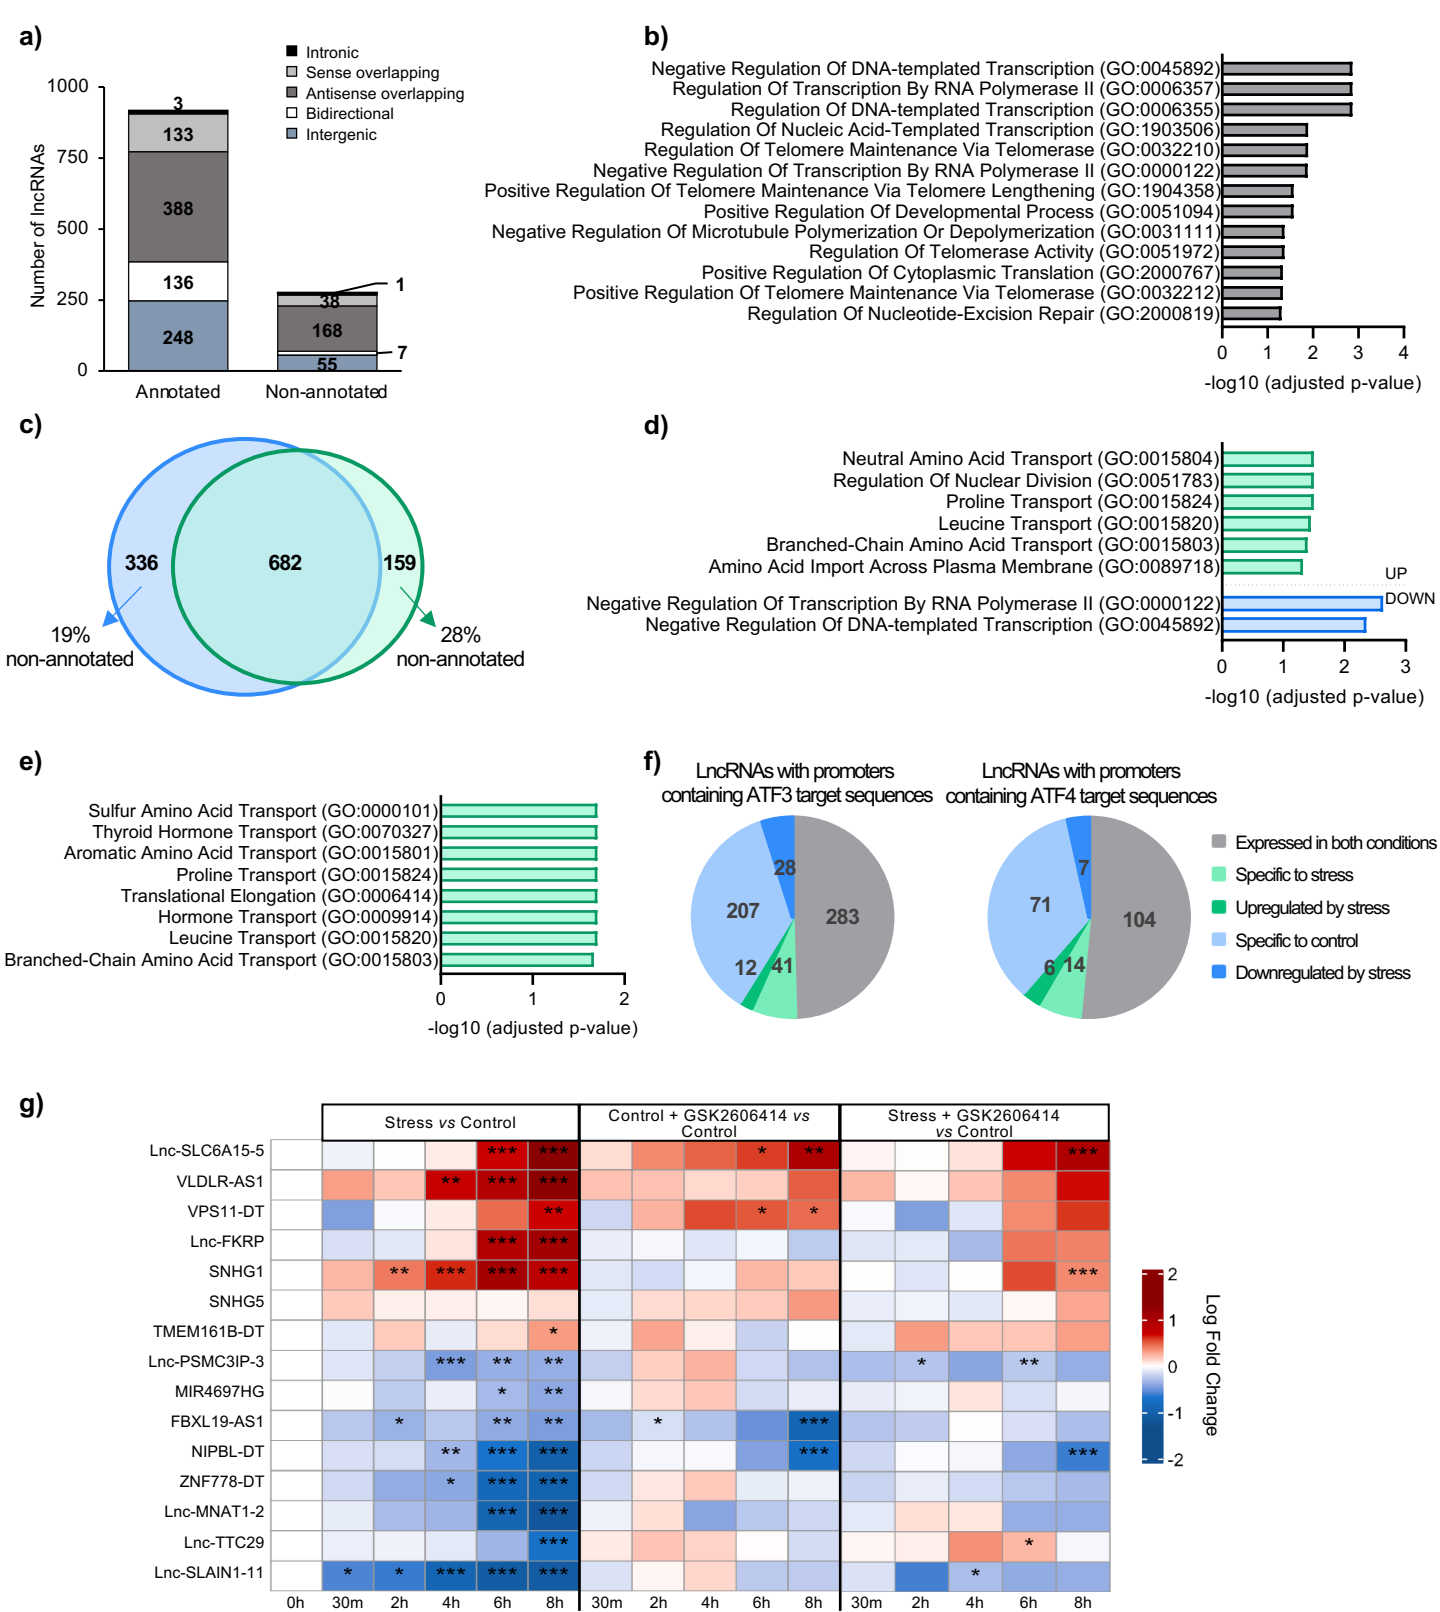 a)
Intronic
Sense overlapping
Antisense overlapping
Bidirectional
Intergenic
Number of lncRNAs
1000
750
500
250
0
3
133
388
136
248
1
38
168
7
55
Annotated
Non-annotated
b)
Negative Regulation Of DNA-templated Transcription (GO:0045892)
Regulation Of Transcription By RNA Polymerase II (GO:0006357)
Regulation Of DNA-templated Transcription (GO:0006355)
Regulation Of Nucleic Acid-Templated Transcription (GO:1903506)
Regulation Of Telomere Maintenance Via Telomerase (GO:0032210)
Negative Regulation Of Transcription By RNA Polymerase II (GO:0000122)
Positive Regulation Of Telomere Maintenance Via Telomere Lengthening (GO:1904358)
Positive Regulation Of Developmental Process (GO:0051094)
Negative Regulation Of Microtubule Polymerization Or Depolymerization (GO:0031111)
Regulation Of Telomerase Activity (GO:0051972)
Positive Regulation Of Cytoplasmic Translation (GO:2000767)
Positive Regulation Of Telomere Maintenance Via Telomerase (GO:0032212)
Regulation Of Nucleotide-Excision Repair (GO:2000819)
0 1 2 3 4
-log10 (adjusted p-value)
c)
336
682
159
19%
non-annotated
28%
non-annotated
d)
Neutral Amino Acid Transport (GO:0015804)
Regulation Of Nuclear Division (GO:0051783)
Proline Transport (GO:0015824)
Leucine Transport (GO:0015820)
Branched-Chain Amino Acid Transport (GO:0015803)
Amino Acid Import Across Plasma Membrane (GO:0089718)
UP
DOWN
Negative Regulation Of Transcription By RNA Polymerase II (GO:0000122)
Negative Regulation Of DNA-templated Transcription (GO:0045892)
0 1 2 3
-log10 (adjusted p-value)
e)
Sulfur Amino Acid Transport (GO:0000101)
Thyroid Hormone Transport (GO:0070327)
Aromatic Amino Acid Transport (GO:0015801)
Proline Transport (GO:0015824)
Translational Elongation (GO:0006414)
Hormone Transport (GO:0009914)
Leucine Transport (GO:0015820)
Branched-Chain Amino Acid Transport (GO:0015803)
0 1 2
-log10 (adjusted p-value)
f)
LncRNAs with promoters
containing ATF3 target sequences
28
207
283
12
41
LncRNAs with promoters
containing ATF4 target sequences
7
71
104
6
14
Expressed in both conditions
Specific to stress
Upregulated by stress
Specific to control
Downregulated by stress
g)
Stress vs Control
Control + GSK2606414 vs
Control
Stress + GSK2606414
vs Control
Lnc-SLC6A15-5 *** *** * ** ***
VLDLR-AS1 ** *** ***
VPS11-DT ** * *
Lnc-FKRP *** ***
SNHG1 ** *** *** *** ***
SNHG5
TMEM161B-DT *
Lnc-PSMC3IP-3 *** ** ** * **
MIR4697HG * **
FBXL19-AS1 * ** ** * ***
NIPBL-DT ** *** *** *** ***
ZNF778-DT * *** ***
Lnc-MNAT1-2 *** ***
Lnc-TTC29 *** *
Lnc-SLAIN1-11 * * *** *** *** *
0h 30m 2h 4h 6h 8h 30m 2h 4h 6h 8h 30m 2h 4h 6h 8h
2
1
0
-1
-2
Log Fold Change